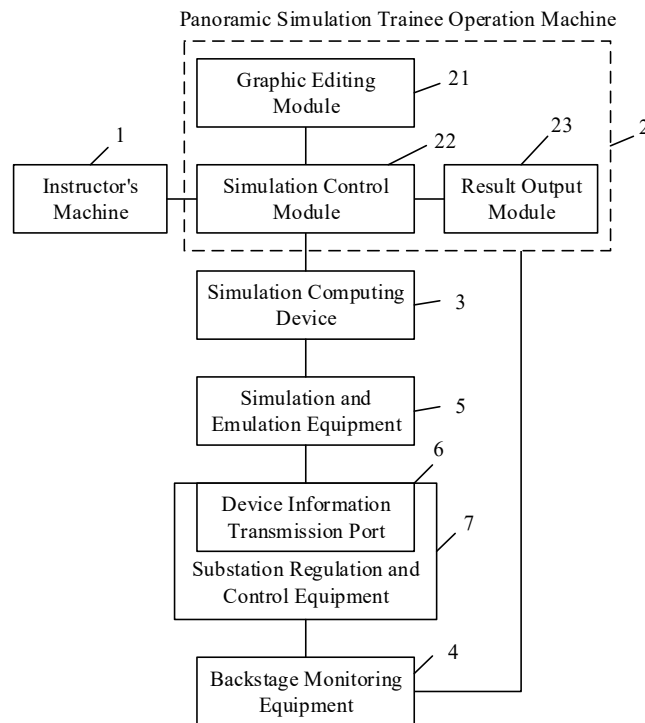 Panoramic Simulation Trainee Operation Machine
Graphic Editing
Module
21
1
22
23
2
Instructor's
Machine
Simulation Control
Module
Result Output
Module
Simulation Computing
Device
3
Simulation and
Emulation Equipment
5
6
Device Information
Transmission Port
7
Substation Regulation and
Control Equipment
4
Backstage Monitoring
Equipment